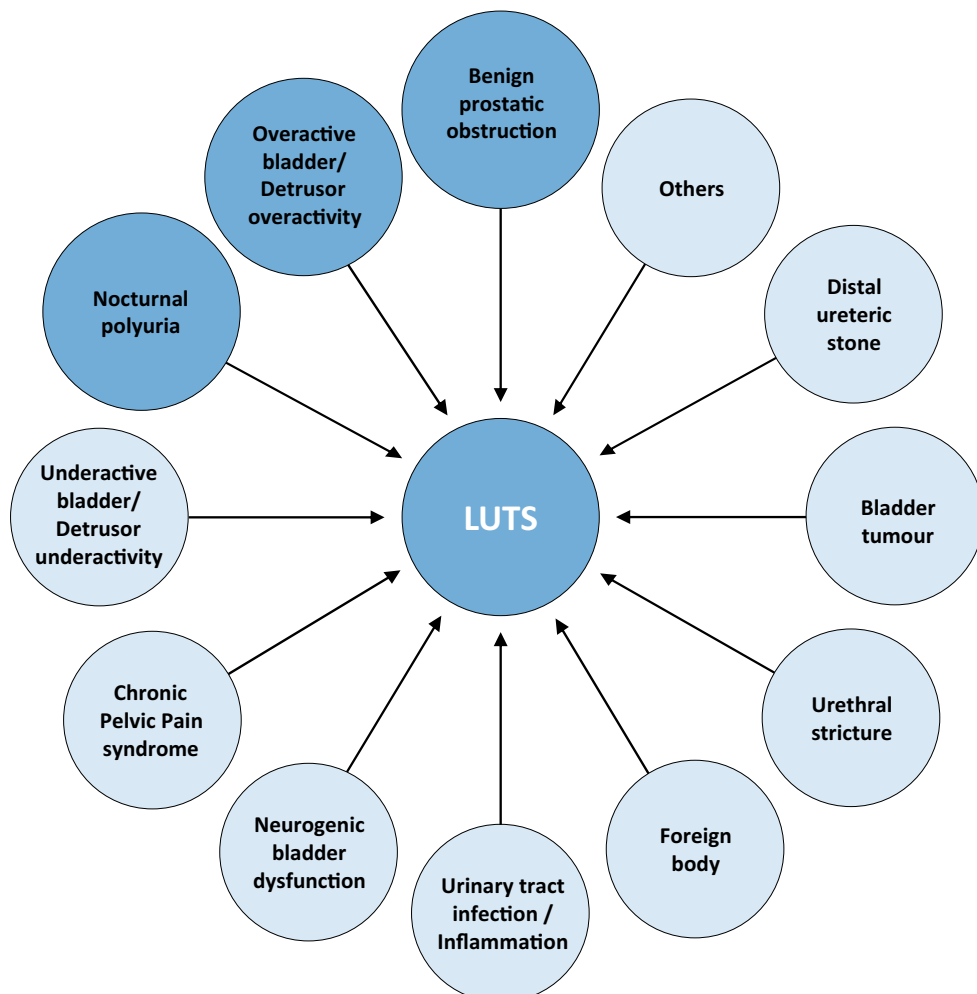 Benign
prostatic
obstruction
Others
Distal
ureteric
stone
Bladder
tumour
Urethral
stricture
Foreign
body
Urinary tract
infection /
Inflammation
Neurogenic
bladder
dysfunction
Chronic
Pelvic Pain
syndrome
Underactive
bladder/
Detrusor
underactivity
Nocturnal
polyuria
Overactive
bladder/
Detrusor
overactivity
LUTS